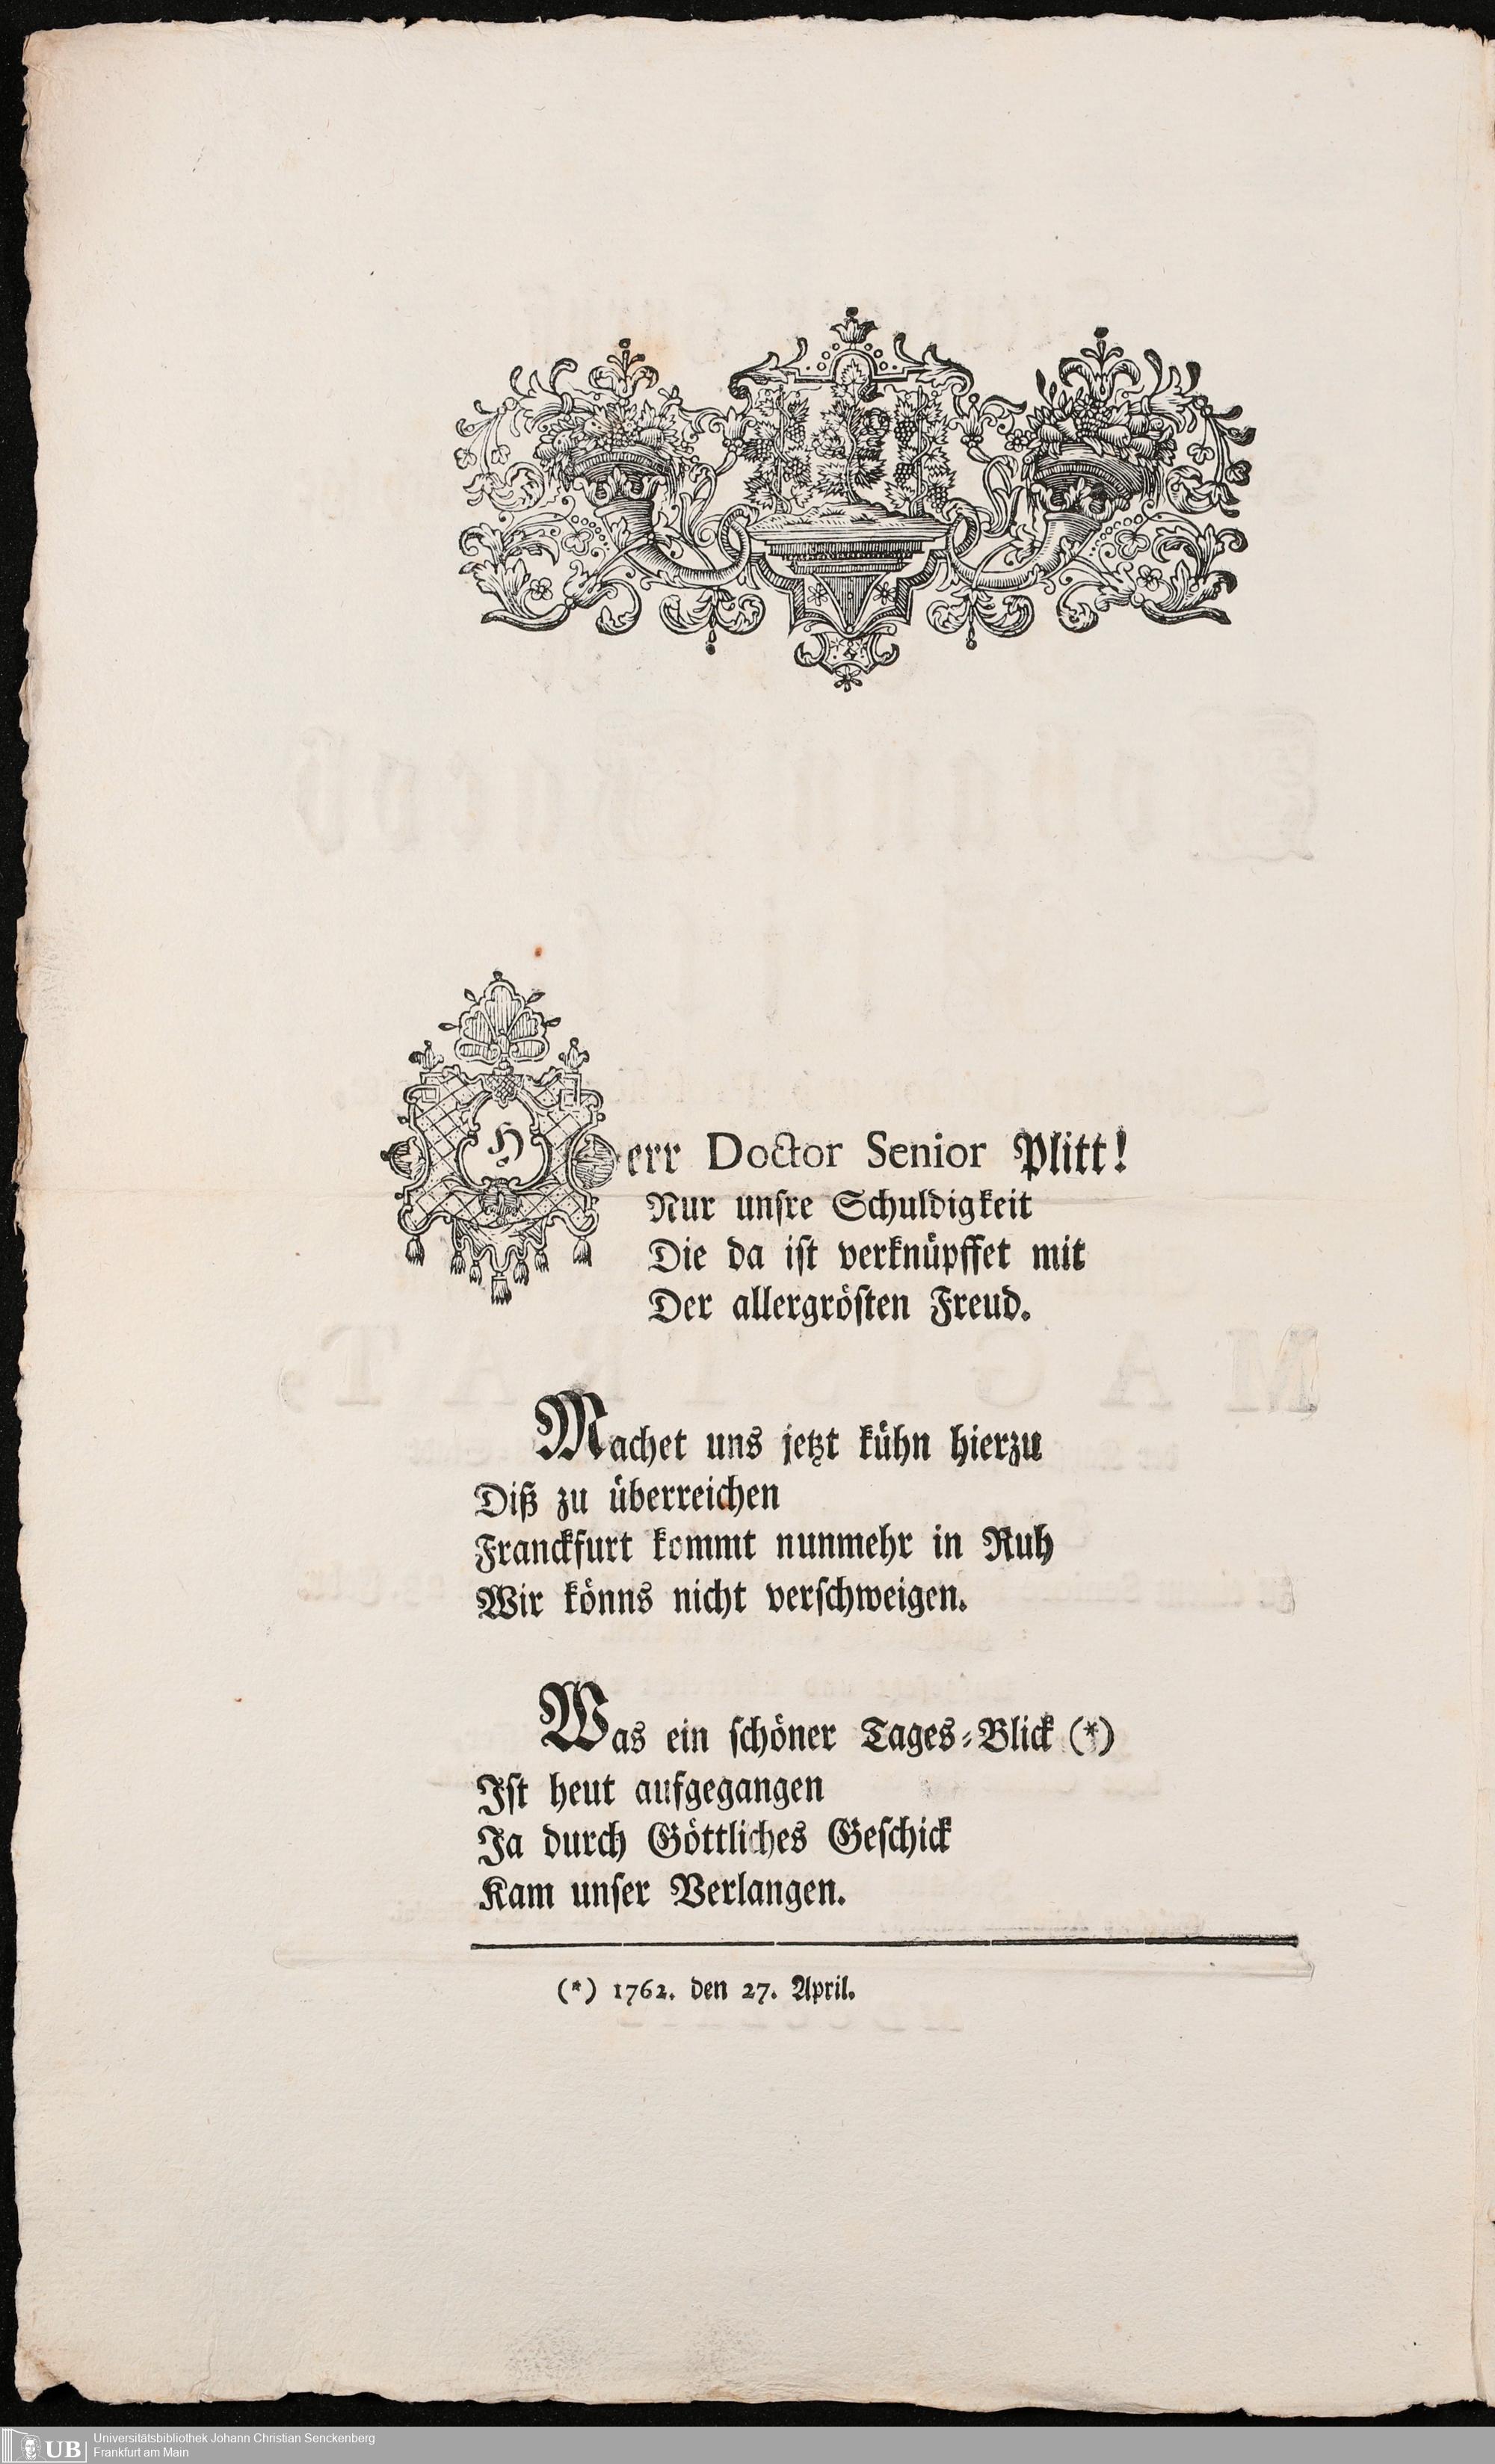 Herr Doctor Senior Plitt!
Nur unsre Schuldigkeit
Die da ist verknüpffet mit
Der allergrösten Freud.
Machet uns jetzt kühn hierzu
Diß zu überreichen
Franckfurt kommt nunmehr in Ruh
Wir könns nicht verschweigen.
Was ein schöner Tages-Blick (*)
Ist heut aufgegangen
Ja durch Göttliches Geschick
Kam unser Verlangen.
(*) 1762. den 27. April.
UB Universitätsbibliothek Johann Christian Senckenberg
Frankfurt am Main